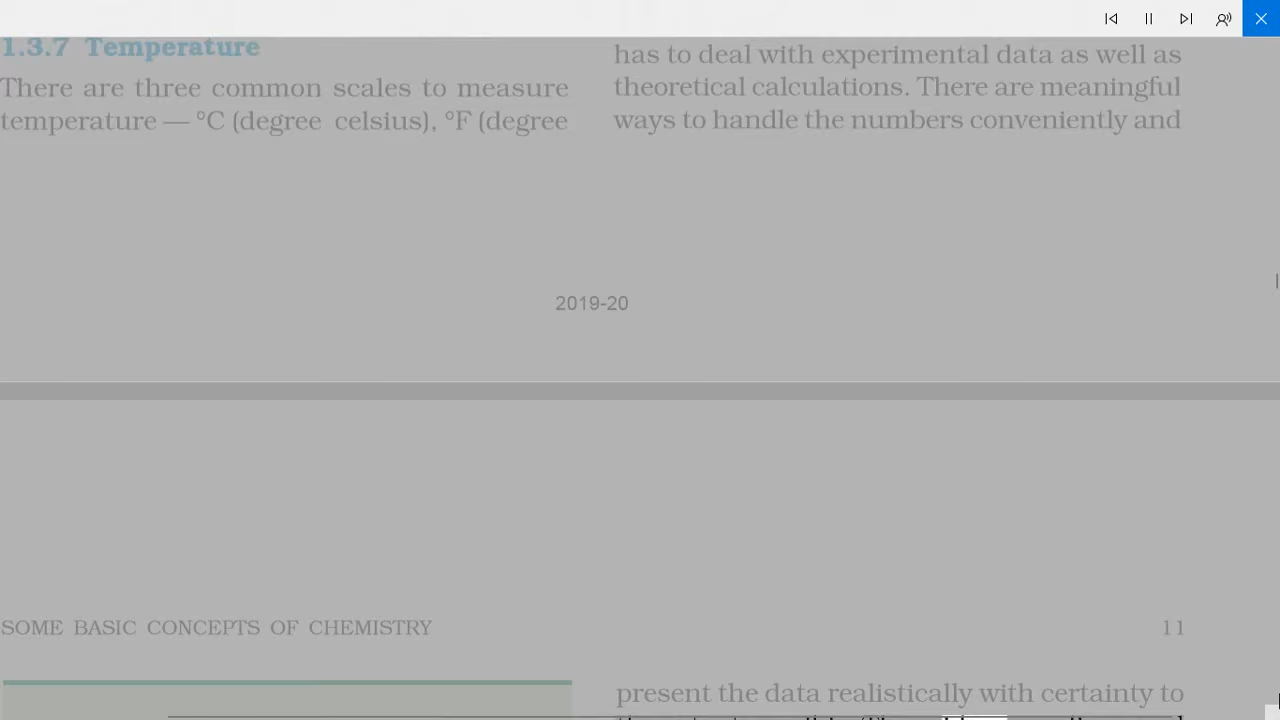 1.3.7 Temperature
There are three common scales to measure
temperature — °C (degree celsius), °F (degree
has to deal with experimental data as well as
theoretical calculations. There are meaningful
ways to handle the numbers conveniently and
2019-20
SOME BASIC CONCEPTS OF CHEMISTRY
11
present the data realistically with certainty to